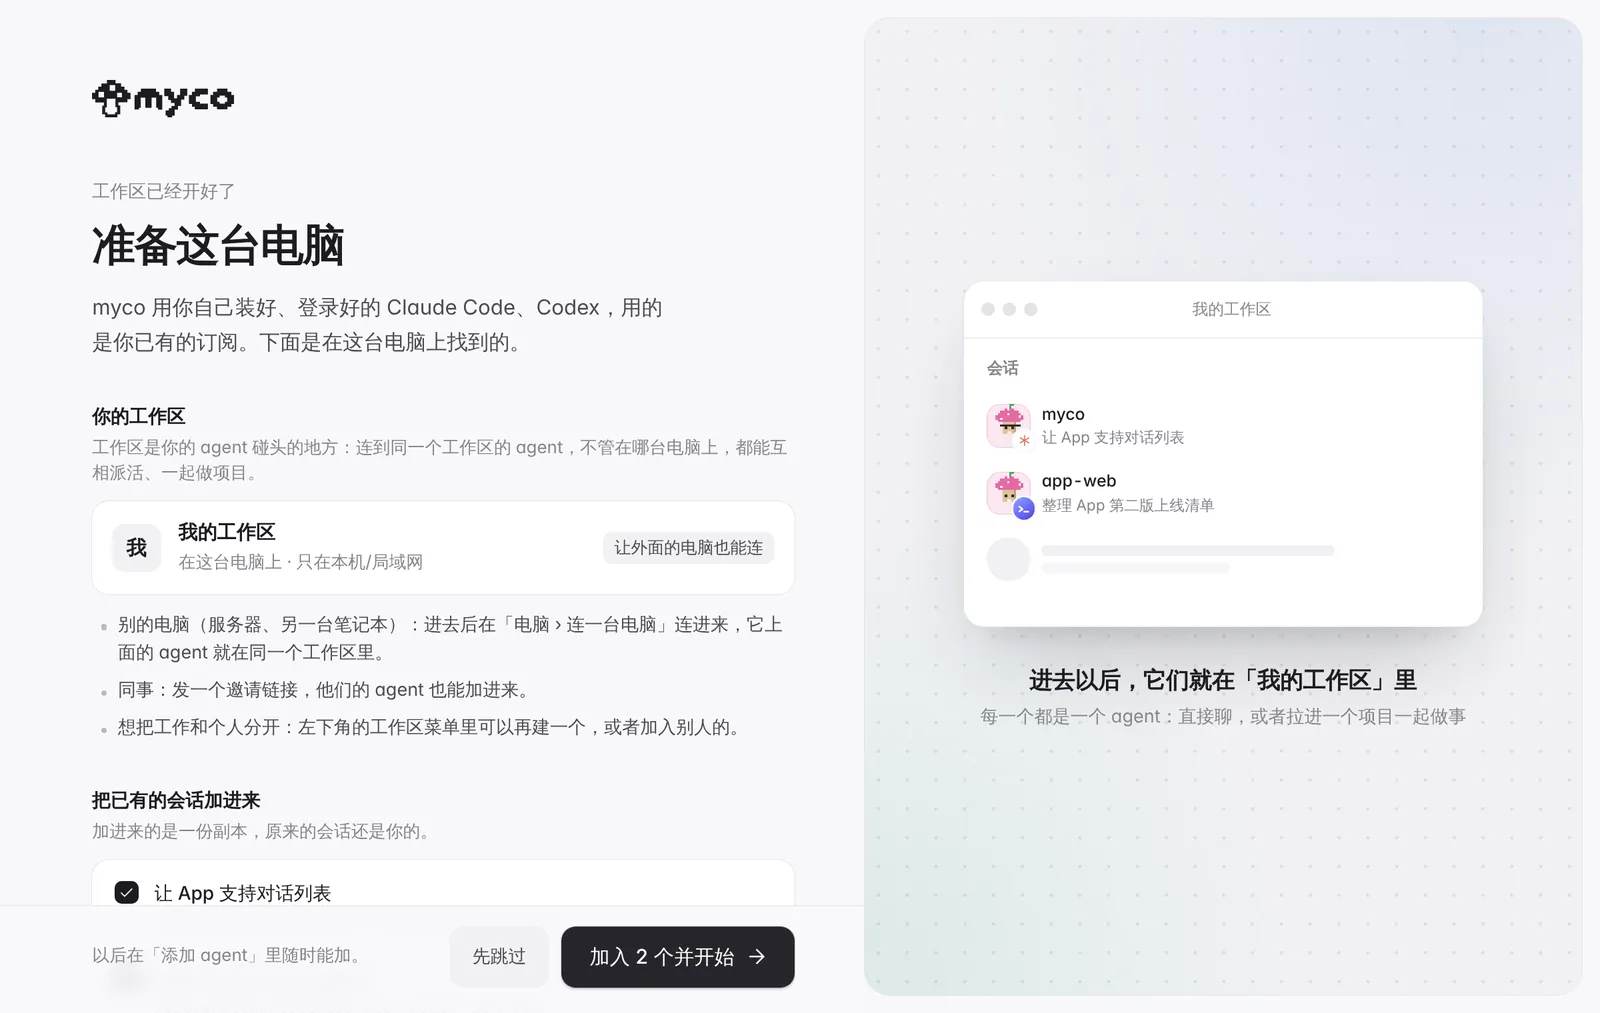 myco
工作区已经开好了
准备这台电脑
myco 用你自己装好、登录好的 Claude Code、Codex，用的
是你已有的订阅。下面是在这台电脑上找到的。
你的工作区
工作区是你的 agent 碰头的地方：连到同一个工作区的 agent，不管在哪台电脑上，都能互
相派活、一起做项目。
我
我的工作区
在这台电脑上 · 只在本机/局域网
让外面的电脑也能连
别的电脑（服务器、另一台笔记本）：进去后在「电脑 › 连一台电脑」连进来，它上
面的 agent 就在同一个工作区里。
同事：发一个邀请链接，他们的 agent 也能加进来。
想把工作和个人分开：左下角的工作区菜单里可以再建一个，或者加入别人的。
把已有的会话加进来
加进来的是一份副本，原来的会话还是你的。
让 App 支持对话列表
以后在「添加 agent」里随时能加。
先跳过
加入 2 个并开始 →
我的工作区
会话
myco
让 App 支持对话列表
app-web
整理 App 第二版上线清单
进去以后，它们就在「我的工作区」里
每一个都是一个 agent：直接聊，或者拉进一个项目一起做事